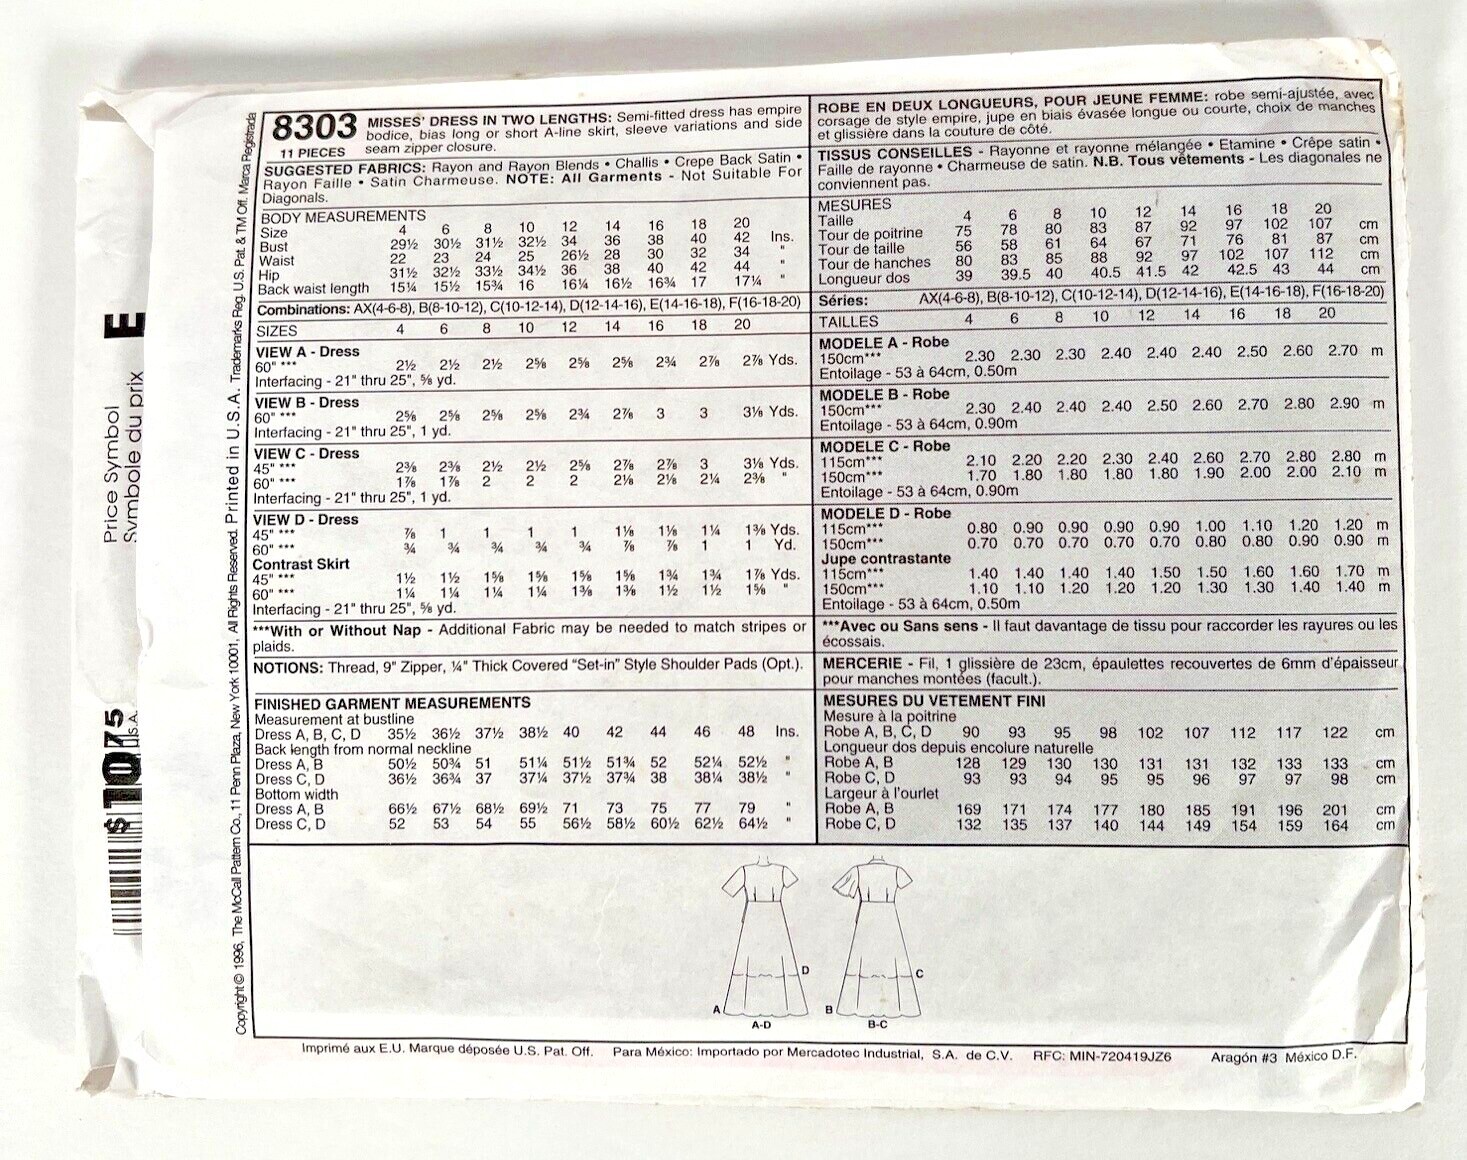 8303
11 PIECES
MISSES' DRESS IN TWO LENGTHS: Semi-fitted dress has empire
bodice, bias long or short A-line skirt, sleeve variations and side
seam zipper closure.
SUGGESTED FABRICS: Rayon and Rayon Blends • Challis • Crepe Back Satin •
Rayon Faille • Satin Charmeuse. NOTE: All Garments - Not Suitable For
Diagonals.
BODY MEASUREMENTS
Size 4 6 8 10 12 14 16 18 20
Bust 29½ 30½ 31½ 32½ 34 36 38 40 42 Ins.
Waist 22 23 24 25 26½ 28 30 32 34 "
Hip 31½ 32½ 33½ 34½ 36 38 40 42 44 "
Back waist length 15¼ 15½ 15¾ 16 16¼ 16½ 16¾ 17 17¼ "
Combinations: AX(4-6-8), B(8-10-12), C(10-12-14), D(12-14-16), E(14-16-18), F(16-18-20)
SIZES 4 6 8 10 12 14 16 18 20
VIEW A - Dress
60" *** 2½ 2½ 2½ 2⅝ 2⅝ 2⅝ 2¾ 2⅞ 2⅞ Yds.
Interfacing - 21" thru 25", ⅝ yd.
VIEW B - Dress
60" *** 2⅝ 2⅝ 2⅝ 2⅝ 2¾ 2⅞ 3 3 3⅛ Yds.
Interfacing - 21" thru 25", 1 yd.
VIEW C - Dress
45" *** 2⅜ 2⅜ 2½ 2½ 2⅝ 2⅞ 2⅞ 3 3⅛ Yds.
60" *** 1⅞ 1⅞ 2 2 2 2⅛ 2⅛ 2¼ 2⅜ "
Interfacing - 21" thru 25", 1 yd.
VIEW D - Dress
45" *** ⅞ 1 1 1 1 1⅛ 1⅛ 1¼ 1⅜ Yds.
60" *** ¾ ¾ ¾ ¾ ¾ ⅞ ⅞ 1 1 Yd.
Contrast Skirt
45" *** 1½ 1½ 1⅝ 1⅝ 1⅝ 1⅝ 1¾ 1¾ 1⅞ Yds.
60" *** 1¼ 1¼ 1¼ 1¼ 1⅜ 1⅜ 1½ 1½ 1⅝ "
Interfacing - 21" thru 25", ⅝ yd.
***With or Without Nap - Additional Fabric may be needed to match stripes or
plaids.
NOTIONS: Thread, 9" Zipper, ¼" Thick Covered "Set-in" Style Shoulder Pads (Opt.).
FINISHED GARMENT MEASUREMENTS
Measurement at bustline
Dress A, B, C, D 35½ 36½ 37½ 38½ 40 42 44 46 48 Ins.
Back length from normal neckline
Dress A, B 50½ 50¾ 51 51¼ 51½ 51¾ 52 52¼ 52½ "
Dress C, D 36½ 36¾ 37 37¼ 37½ 37¾ 38 38¼ 38½ "
Bottom width
Dress A, B 66½ 67½ 68½ 69½ 71 73 75 77 79 "
Dress C, D 52 53 54 55 56½ 58½ 60½ 62½ 64½ "
ROBE EN DEUX LONGUEURS, POUR JEUNE FEMME: robe semi-ajustée, avec
corsage de style empire, jupe en biais évasée longue ou courte, choix de manches
et glissière dans la couture de côté.
TISSUS CONSEILLES - Rayonne et rayonne mélangée • Etamine • Crêpe satin •
Faille de rayonne • Charmeuse de satin. N.B. Tous vêtements - Les diagonales ne
conviennent pas.
MESURES
Taille 4 6 8 10 12 14 16 18 20
Tour de poitrine 75 78 80 83 87 92 97 102 107 cm
Tour de taille 56 58 61 64 67 71 76 81 87 cm
Tour de hanches 80 83 85 88 92 97 102 107 112 cm
Longueur dos 39 39.5 40 40.5 41.5 42 42.5 43 44 cm
Séries: AX(4-6-8), B(8-10-12), C(10-12-14), D(12-14-16), E(14-16-18), F(16-18-20)
TAILLES 4 6 8 10 12 14 16 18 20
MODELE A - Robe
150cm*** 2.30 2.30 2.30 2.40 2.40 2.40 2.50 2.60 2.70 m
Entoilage - 53 à 64cm, 0.50m
MODELE B - Robe
150cm*** 2.30 2.40 2.40 2.40 2.50 2.60 2.70 2.80 2.90 m
Entoilage - 53 à 64cm, 0.90m
MODELE C - Robe
115cm*** 2.10 2.20 2.20 2.30 2.40 2.60 2.70 2.80 2.80 m
150cm*** 1.70 1.80 1.80 1.80 1.80 1.90 2.00 2.00 2.10 m
Entoilage - 53 à 64cm, 0.90m
MODELE D - Robe
115cm*** 0.80 0.90 0.90 0.90 0.90 1.00 1.10 1.20 1.20 m
150cm*** 0.70 0.70 0.70 0.70 0.70 0.80 0.80 0.90 0.90 m
Jupe contrastante
115cm*** 1.40 1.40 1.40 1.40 1.50 1.50 1.60 1.60 1.70 m
150cm*** 1.10 1.10 1.20 1.20 1.20 1.30 1.30 1.40 1.40 m
Entoilage - 53 à 64cm, 0.50m
***Avec ou Sans sens - Il faut davantage de tissu pour raccorder les rayures ou les
écossais.
MERCERIE - Fil, 1 glissière de 23cm, épaulettes recouvertes de 6mm d'épaisseur
pour manches montées (facult.).
MESURES DU VETEMENT FINI
Mesure à la poitrine
Robe A, B, C, D 90 93 95 98 102 107 112 117 122 cm
Longueur dos depuis encolure naturelle
Robe A, B 128 129 130 130 131 131 132 133 133 cm
Robe C, D 93 93 94 95 95 96 97 97 98 cm
Largeur à l'ourlet
Robe A, B 169 171 174 177 180 185 191 196 201 cm
Robe C, D 132 135 137 140 144 149 154 159 164 cm
A D
A-D
B C
B-C
Imprimé aux E.U. Marque déposée U.S. Pat. Off. Para México: Importado por Mercadotec Industrial, S.A. de C.V. RFC: MIN-720419JZ6 Aragón #3 México D.F.
Copyright © 1996, The McCall Pattern Co., 11 Penn Plaza, New York 10001, All Rights Reserved. Printed in U.S.A. Trademarks Reg. U.S. Pat. & TM Off. Marca Registrada
Price Symbol
Symbole du prix
E